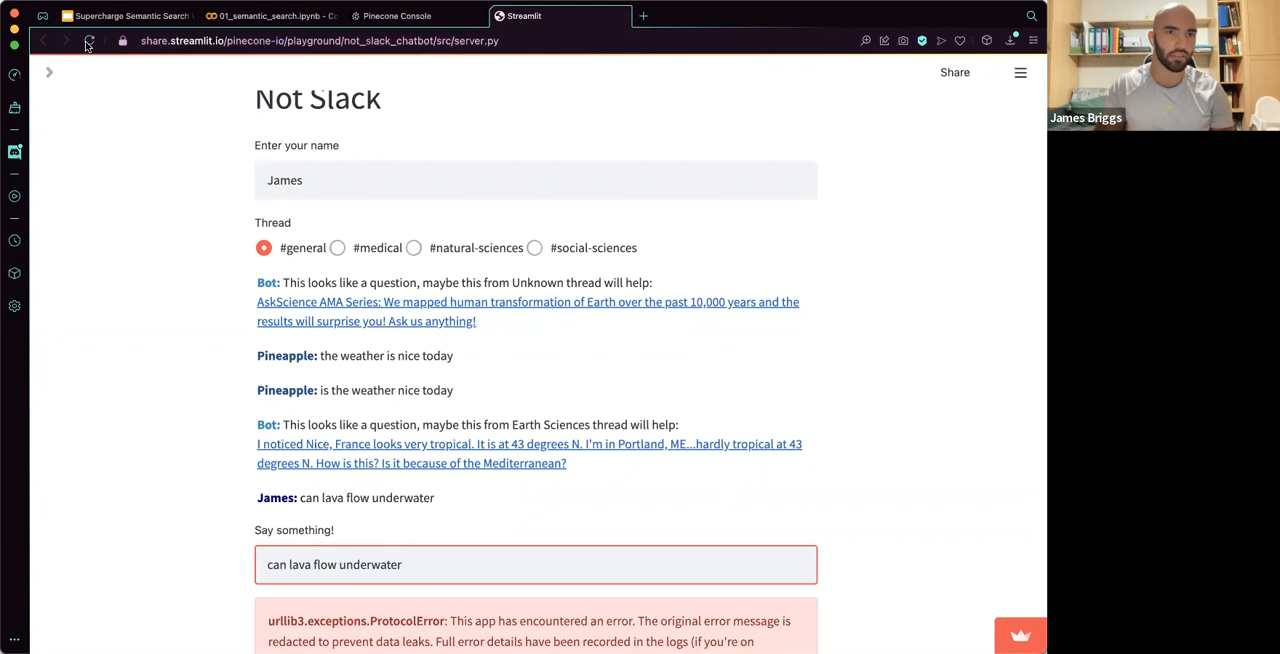 Supercharge Semantic Search
01_semantic_search.ipynb - Co
Pinecone Console
Streamlit
share.streamlit.io/pinecone-io/playground/not_slack_chatbot/src/server.py
Share
Not Slack
Enter your name
James
Thread
#general #medical #natural-sciences #social-sciences
Bot: This looks like a question, maybe this from Unknown thread will help:
AskScience AMA Series: We mapped human transformation of Earth over the past 10,000 years and the
results will surprise you! Ask us anything!
Pineapple: the weather is nice today
Pineapple: is the weather nice today
Bot: This looks like a question, maybe this from Earth Sciences thread will help:
I noticed Nice, France looks very tropical. It is at 43 degrees N. I'm in Portland, ME...hardly tropical at 43
degrees N. How is this? Is it because of the Mediterranean?
James: can lava flow underwater
Say something!
can lava flow underwater
urllib3.exceptions.ProtocolError: This app has encountered an error. The original error message is
redacted to prevent data leaks. Full error details have been recorded in the logs (if you're on
James Briggs